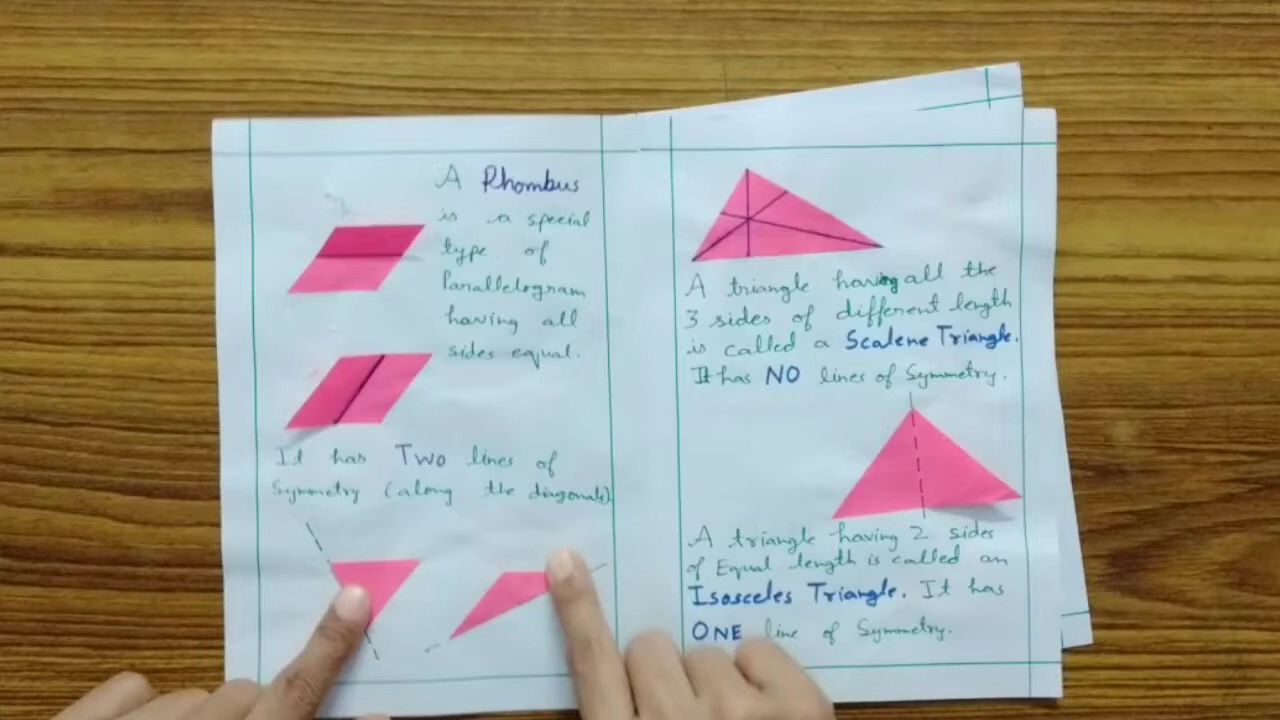 A Rhombus
is a special
type of
Parallelogram
having all
sides equal.
It has TWO lines of
Symmetry (along the diagonals)
A triangle having all the
3 sides of different length
is called a Scalene Triangle.
It has NO lines of Symmetry.
A triangle having 2 sides
of Equal length is called an
Isosceles Triangle. It has
ONE line of Symmetry.